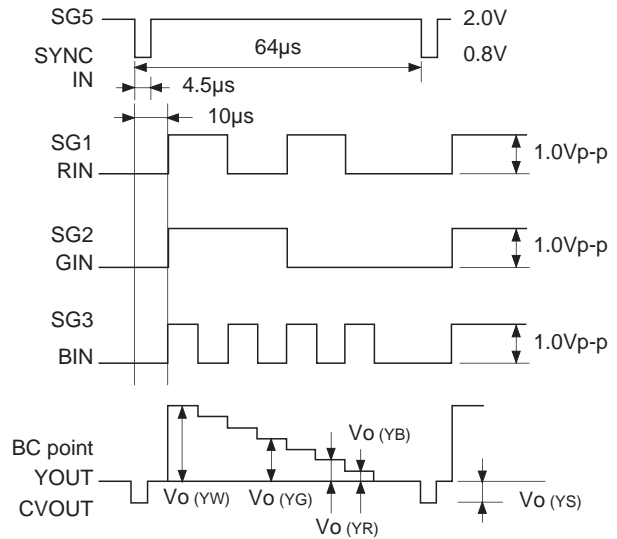 SG5
2.0V
SYNC IN
64µs
0.8V
4.5µs
10µs
SG1
RIN
1.0Vp-p
SG2
GIN
1.0Vp-p
SG3
BIN
1.0Vp-p
BC point
YOUT
CVOUT
Vo (YB)
Vo (YW)
Vo (YG)
Vo (YR)
Vo (YS)